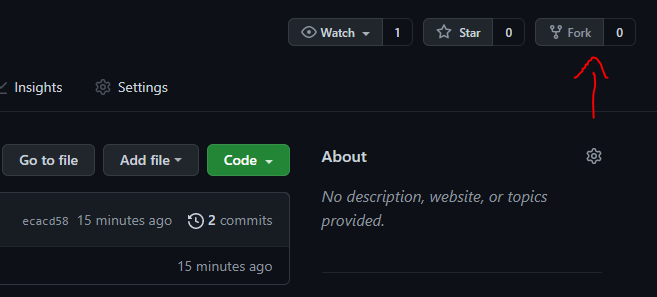 Watch 1 Star 0 Fork 0
Insights Settings
Go to file Add file Code About
No description, website, or topics
provided.
ecacd58 15 minutes ago 2 commits
15 minutes ago